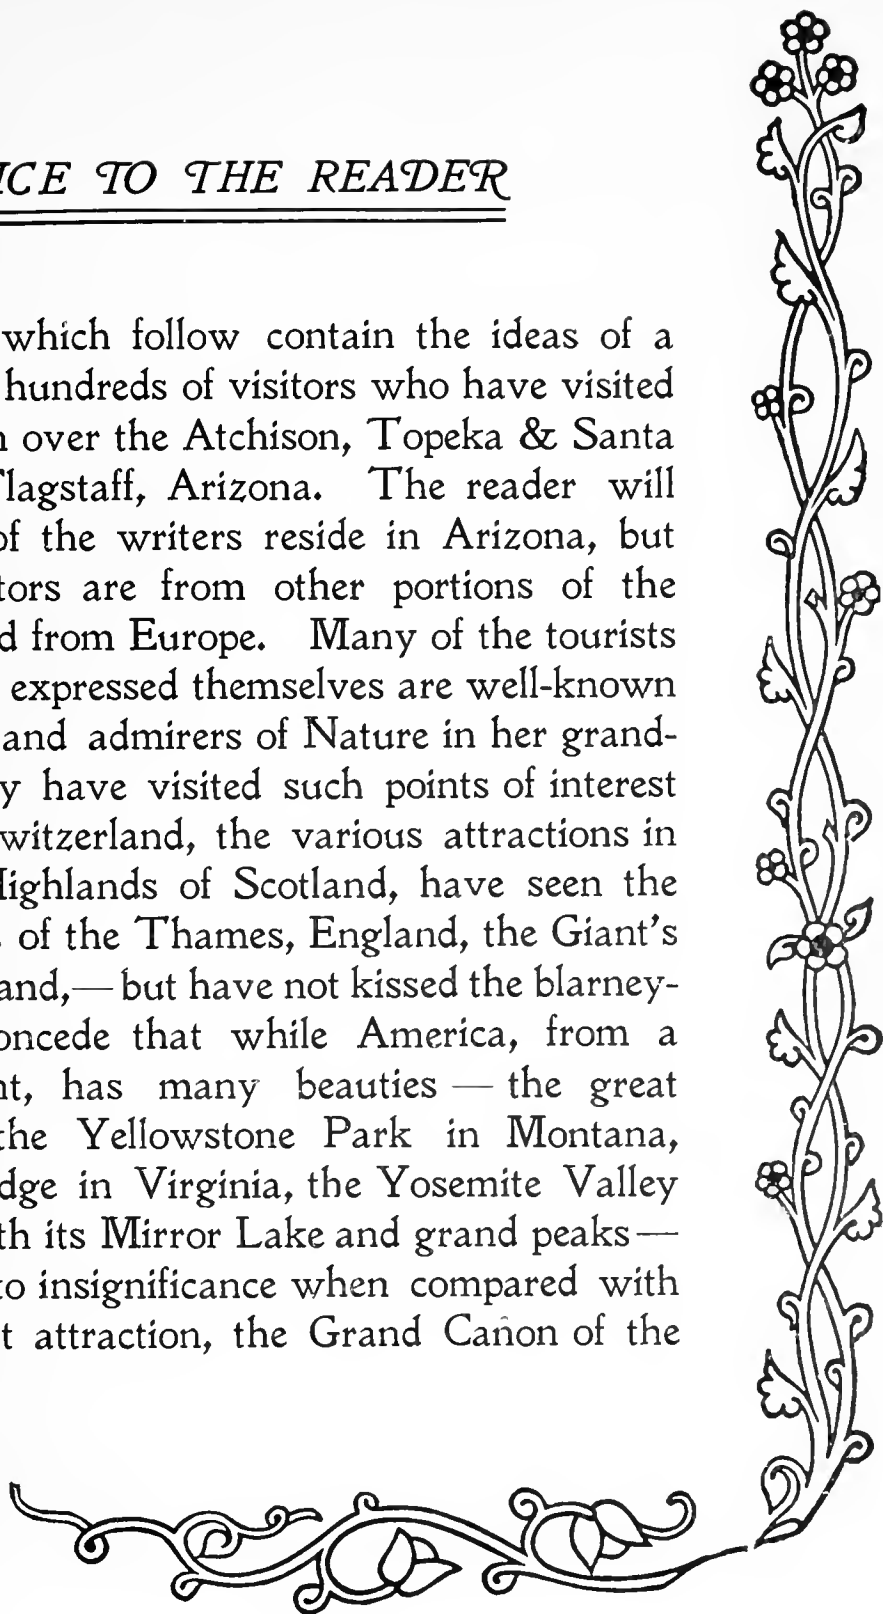 ICE TO THE READER
which follow contain the ideas of a
hundreds of visitors who have visited
over the Atchison, Topeka & Santa
lagstaff, Arizona. The reader will
of the writers reside in Arizona, but
tors are from other portions of the
d from Europe. Many of the tourists
expressed themselves are well-known
and admirers of Nature in her grand-
y have visited such points of interest
witzerland, the various attractions in
ighlands of Scotland, have seen the
of the Thames, England, the Giant's
and,—but have not kissed the blarney-
oncede that while America, from a
nt, has many beauties — the great
the Yellowstone Park in Montana,
dge in Virginia, the Yosemite Valley
th its Mirror Lake and grand peaks—
to insignificance when compared with
t attraction, the Grand Cañon of the